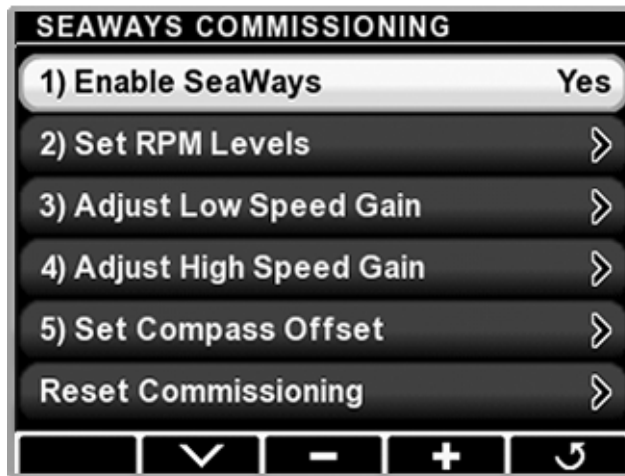 SEAWAYS COMMISSIONING
1) Enable SeaWays Yes
2) Set RPM Levels
3) Adjust Low Speed Gain
4) Adjust High Speed Gain
5) Set Compass Offset
Reset Commissioning